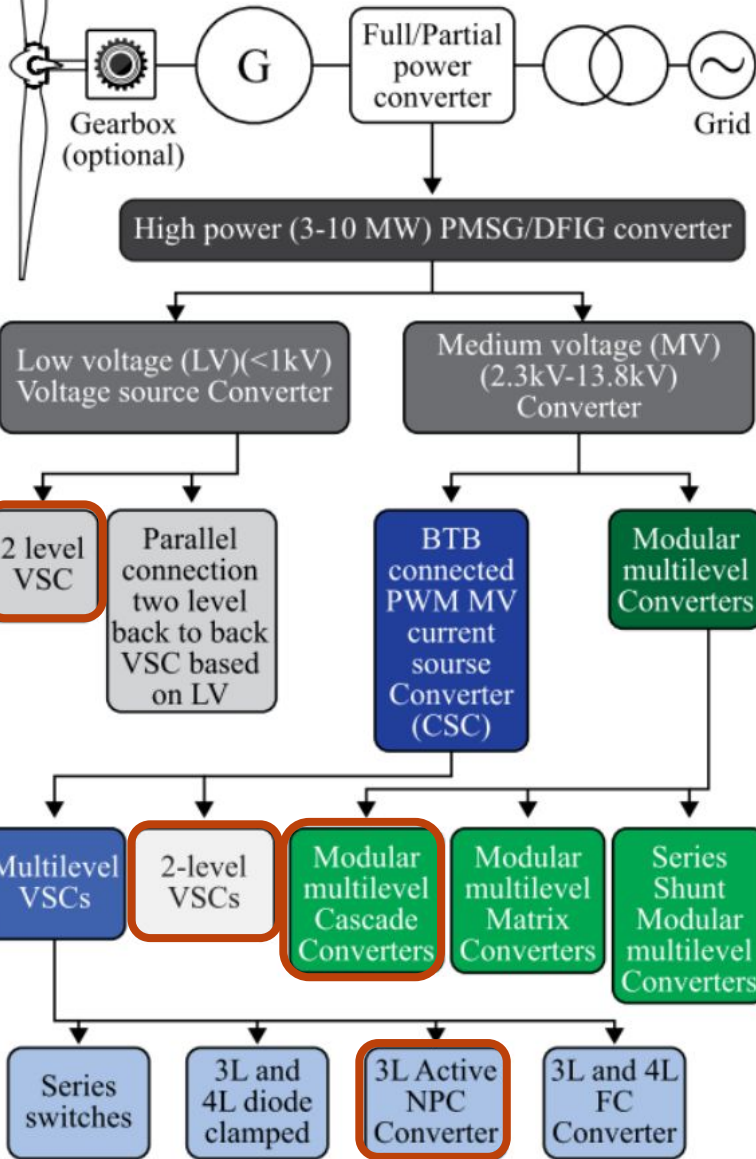 Gearbox
(optional)
G
Full/Partial
power
converter
Grid
High power (3-10 MW) PMSG/DFIG converter
Low voltage (LV)(<1kV)
Voltage source Converter
Medium voltage (MV)
(2.3kV-13.8kV)
Converter
2 level
VSC
Parallel
connection
two level
back to back
VSC based
on LV
BTB
connected
PWM MV
current
sourse
Converter
(CSC)
Modular
multilevel
Converters
Multilevel
VSCs
2-level
VSCs
Modular
multilevel
Cascade
Converters
Modular
multilevel
Matrix
Converters
Series
Shunt
Modular
multilevel
Converters
Series
switches
3L and
4L diode
clamped
3L Active
NPC
Converter
3L and 4L
FC
Converter